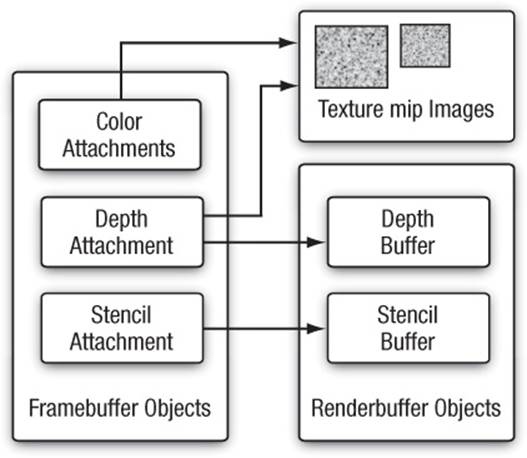 Color
Attachments
Depth
Attachment
Stencil
Attachment
Framebuffer Objects
Texture mip Images
Depth
Buffer
Stencil
Buffer
Renderbuffer Objects